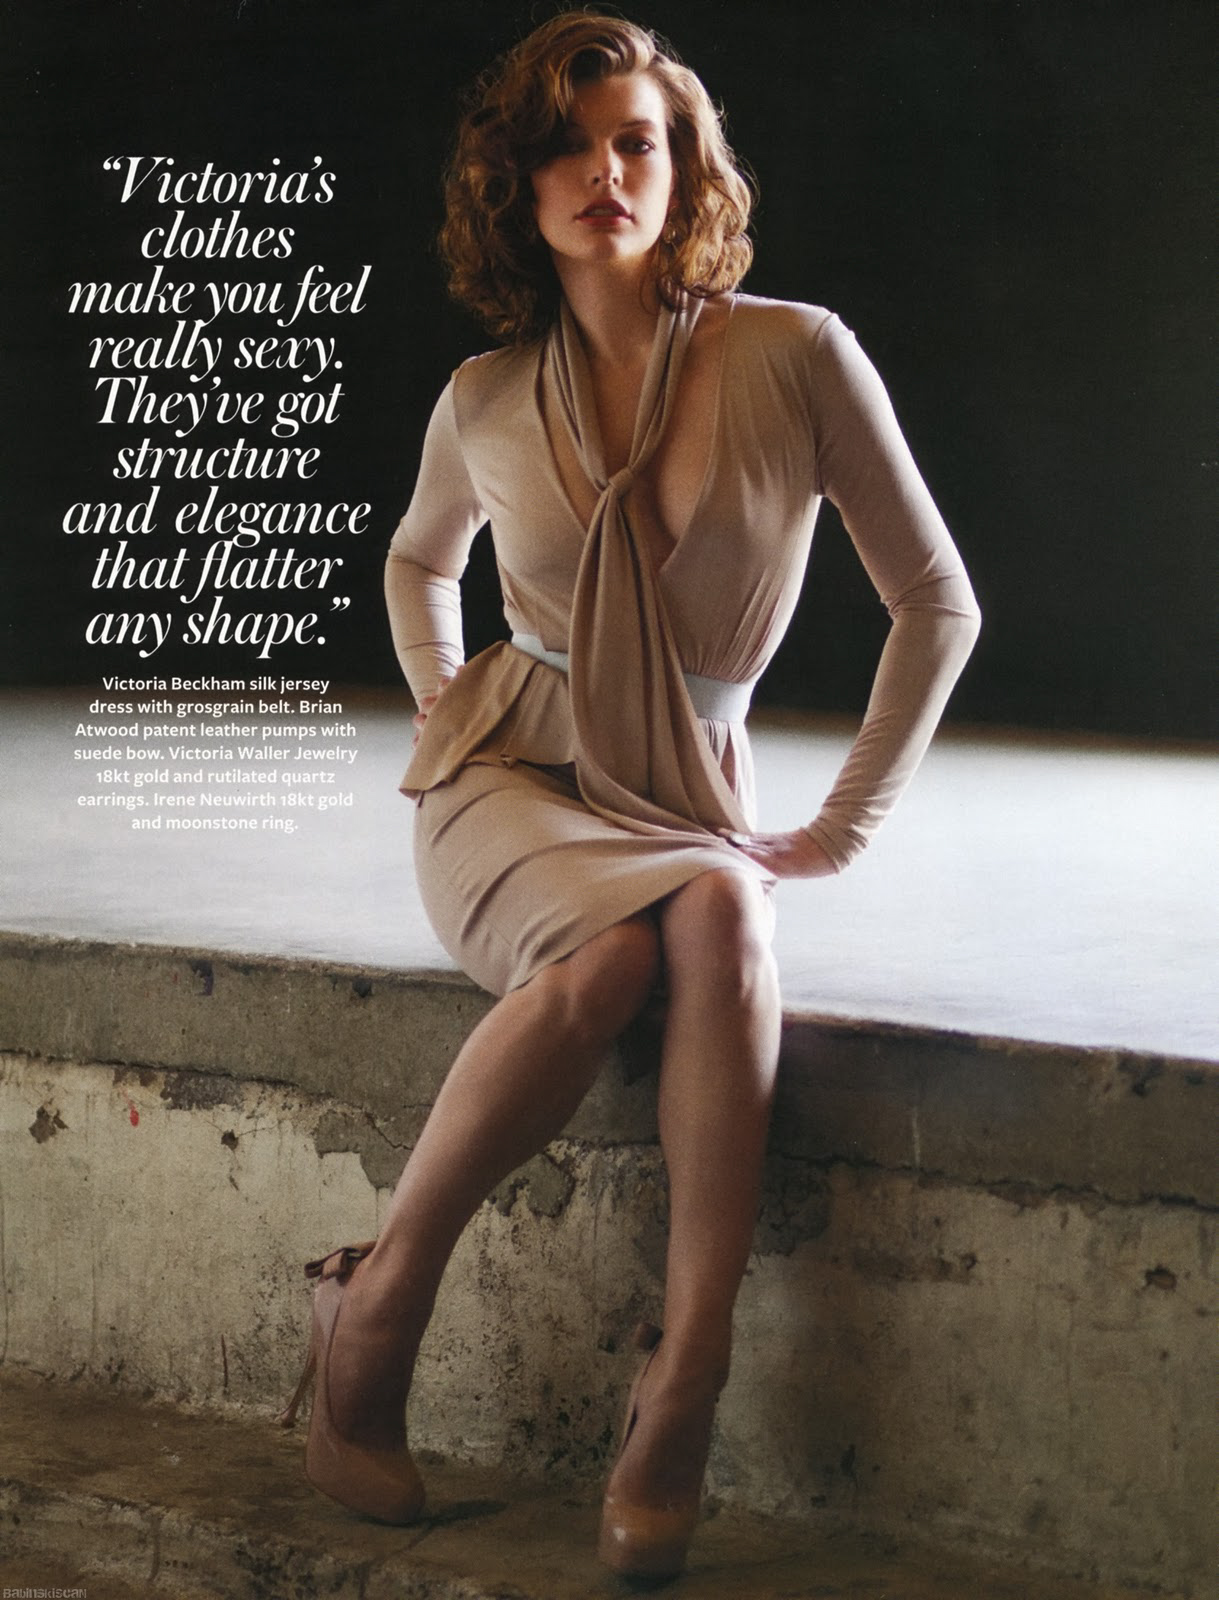 “Victoria’s
clothes
make you feel
really sexy.
They’ve got
structure
and elegance
that flatter
any shape.”
Victoria Beckham silk jersey
dress with grosgrain belt. Brian
Atwood patent leather pumps with
suede bow. Victoria Waller Jewelry
18kt gold and rutilated quartz
earrings. Irene Neuwirth 18kt gold
and moonstone ring.
BabinskiScan